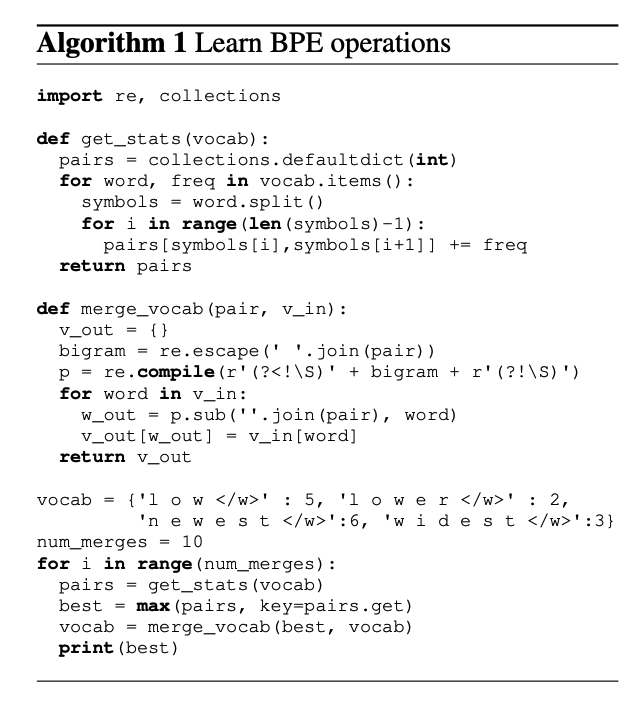 Algorithm 1 Learn BPE operations
import re, collections
def get_stats(vocab):
  pairs = collections.defaultdict(int)
  for word, freq in vocab.items():
    symbols = word.split()
    for i in range(len(symbols)-1):
      pairs[symbols[i],symbols[i+1]] += freq
  return pairs
def merge_vocab(pair, v_in):
  v_out = {}
  bigram = re.escape(' '.join(pair))
  p = re.compile(r'(?<!\S)' + bigram + r'(?!\S)')
  for word in v_in:
    w_out = p.sub(''.join(pair), word)
    v_out[w_out] = v_in[word]
  return v_out
vocab = {'l o w </w>' : 5, 'l o w e r </w>' : 2,
         'n e w e s t </w>':6, 'w i d e s t </w>':3}
num_merges = 10
for i in range(num_merges):
  pairs = get_stats(vocab)
  best = max(pairs, key=pairs.get)
  vocab = merge_vocab(best, vocab)
  print(best)